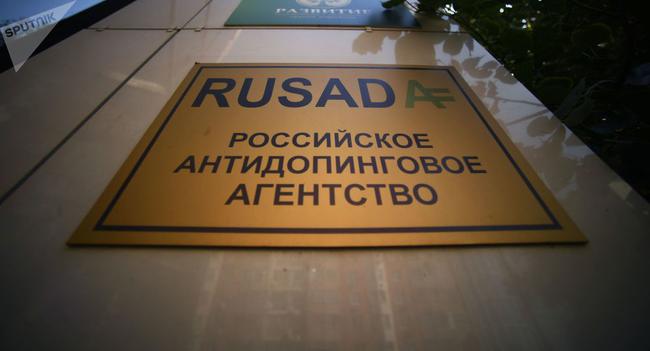 SPUTNIK
РАЗВИТИЕ
RUSADA
РОССИЙСКОЕ
АНТИДОПИНГОВОЕ
АГЕНТСТВО